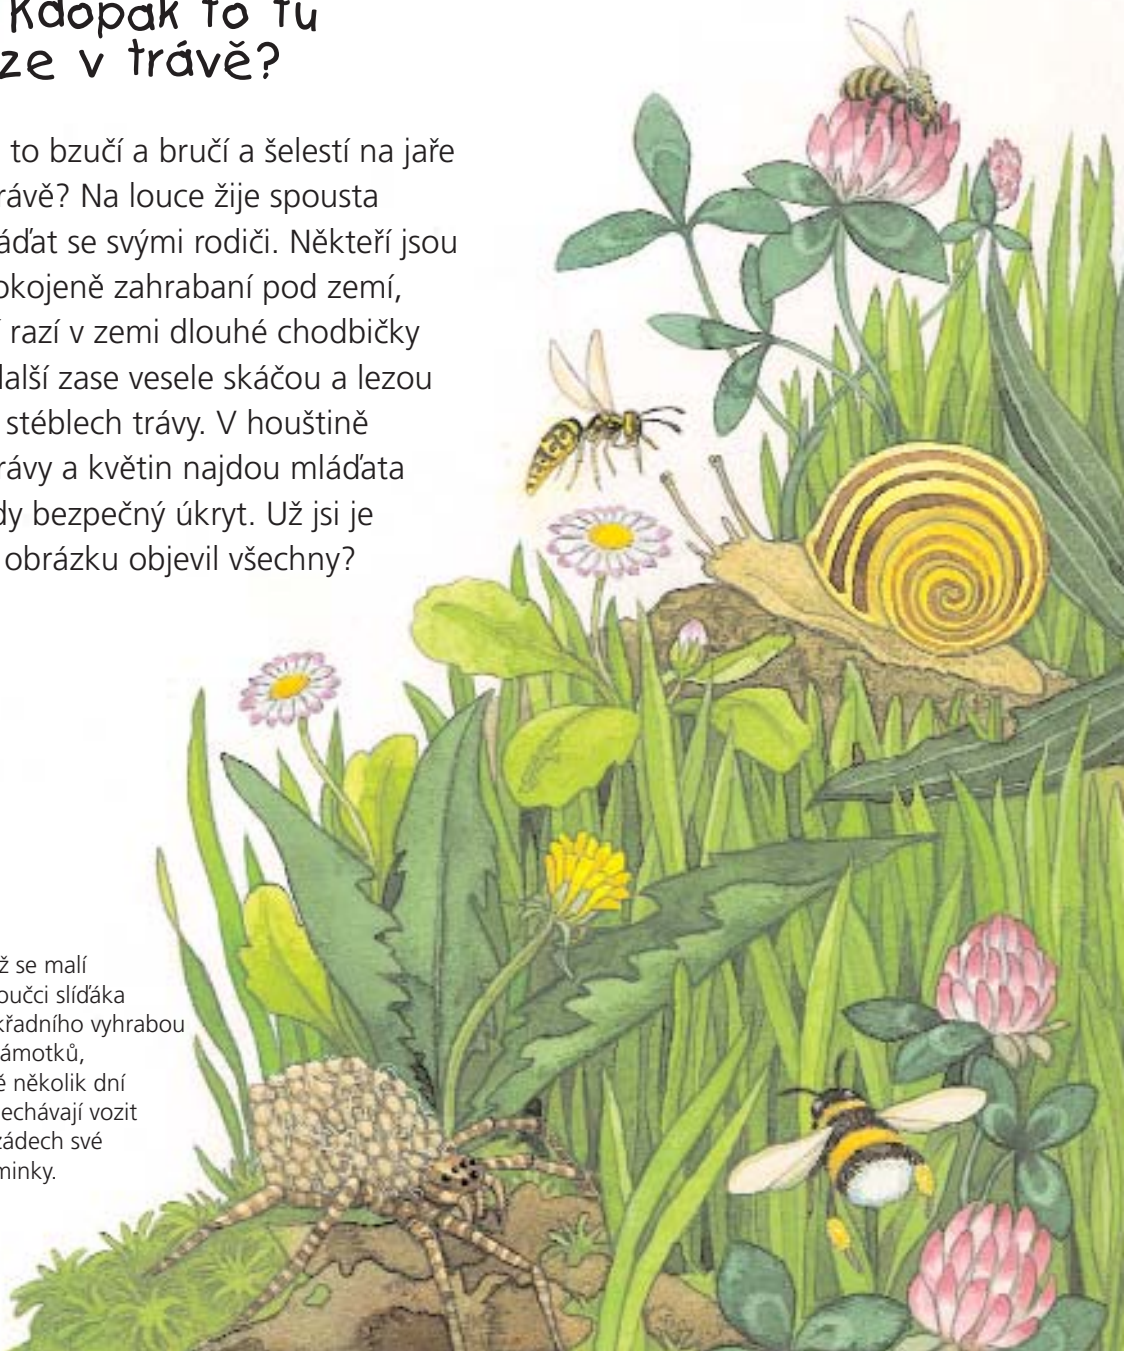 Kdopak to tu
ze v trávě?
to bzučí a bručí a šelestí na jaře
rávě? Na louce žije spousta
áďat se svými rodiči. Někteří jsou
okojeně zahrabaní pod zemí,
razí v zemi dlouhé chodbičky
další zase vesele skáčou a lezou
stéblech trávy. V houštině
rávy a květin najdou mláďata
dy bezpečný úkryt. Už jsi je
obrázku objevil všechny?
ž se malí
oučci slíďáka
křadního vyhrabou
ámotků,
ě několik dní
echávají vozit
zádech své
minky.